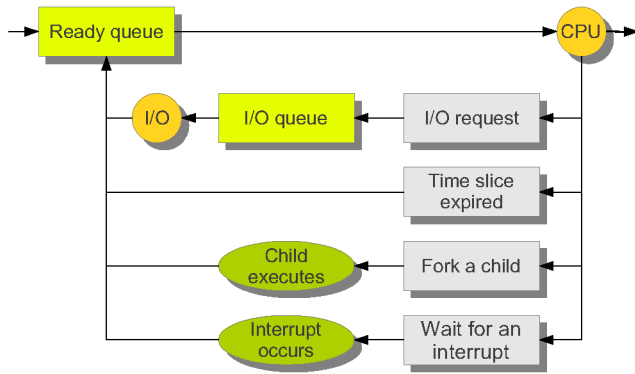 Ready queue
CPU
I/O
I/O queue
I/O request
Time slice
expired
Child
executes
Fork a child
Interrupt
occurs
Wait for an
interrupt